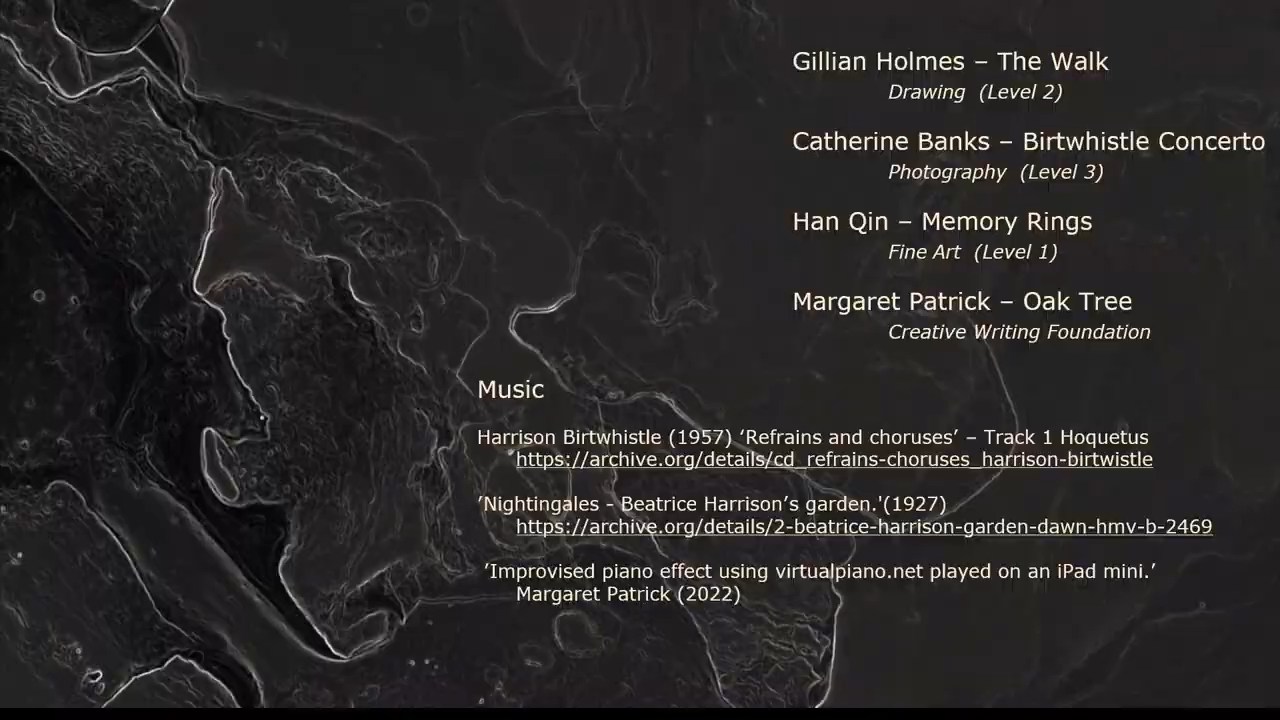 Gillian Holmes – The Walk
Drawing (Level 2)
Catherine Banks – Birtwhistle Concerto
Photography (Level 3)
Han Qin – Memory Rings
Fine Art (Level 1)
Margaret Patrick – Oak Tree
Creative Writing Foundation
Music
Harrison Birtwhistle (1957) ‘Refrains and choruses’ – Track 1 Hoquetus
https://archive.org/details/cd_refrains-choruses_harrison-birtwistle
’Nightingales - Beatrice Harrison’s garden.'(1927)
https://archive.org/details/2-beatrice-harrison-garden-dawn-hmv-b-2469
’Improvised piano effect using virtualpiano.net played on an iPad mini.’
Margaret Patrick (2022)